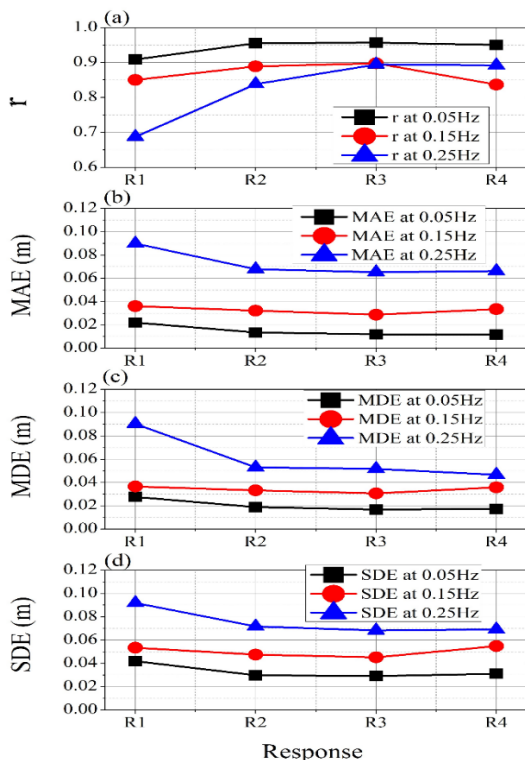 (a)
1.0
0.9
0.8
0.7
0.6
r
r at 0.05Hz
r at 0.15Hz
r at 0.25Hz
R1 R2 R3 R4
(b)
0.12
0.10
0.08
0.06
0.04
0.02
0.00
MAE (m)
MAE at 0.05Hz
MAE at 0.15Hz
MAE at 0.25Hz
R1 R2 R3 R4
(c)
0.12
0.10
0.08
0.06
0.04
0.02
0.00
MDE (m)
MDE at 0.05Hz
MDE at 0.15Hz
MDE at 0.25Hz
R1 R2 R3 R4
(d)
0.12
0.10
0.08
0.06
0.04
0.02
0.00
SDE (m)
SDE at 0.05Hz
SDE at 0.15Hz
SDE at 0.25Hz
R1 R2 R3 R4
Response